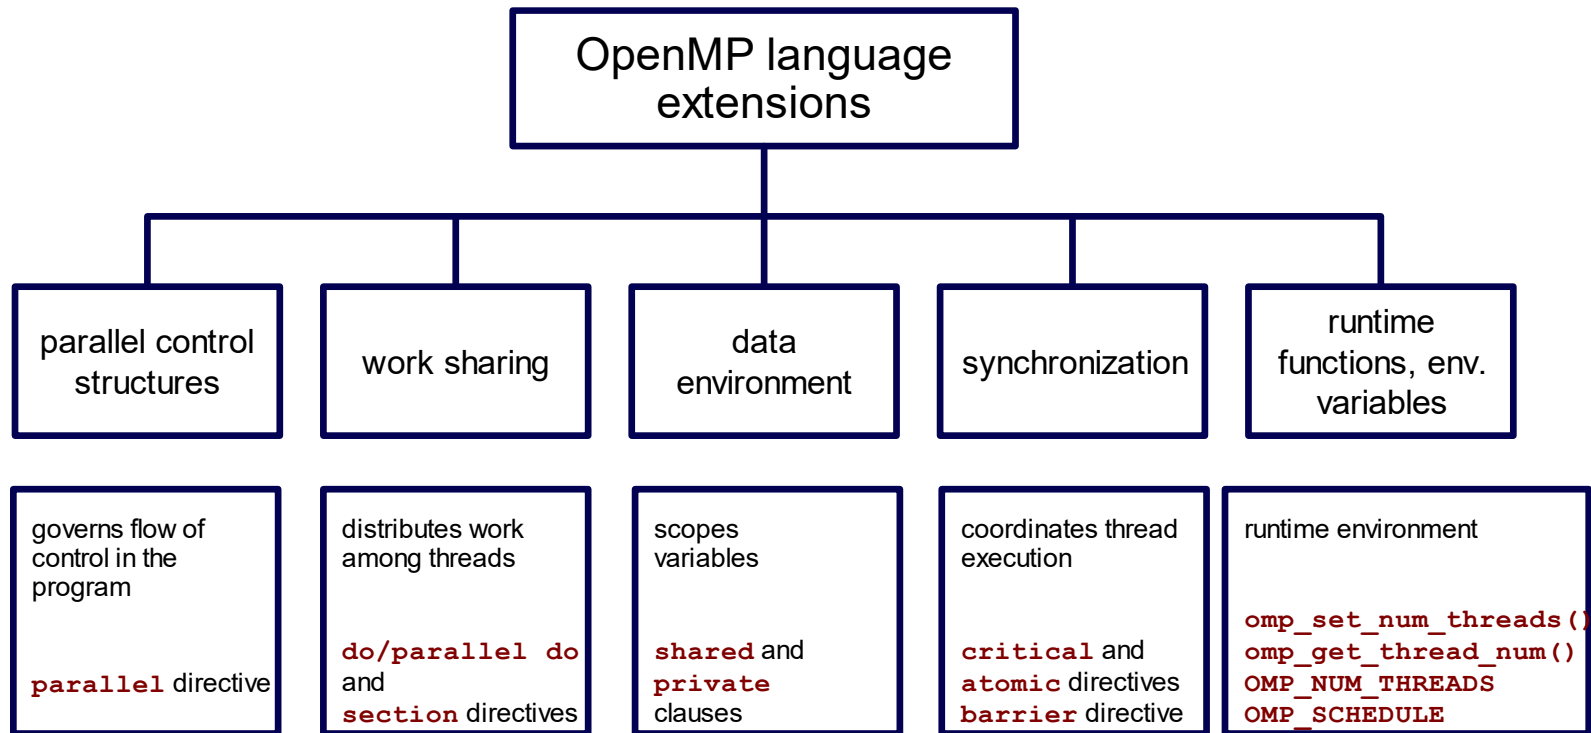 OpenMP language
extensions
parallel control
structures
work sharing
data
environment
synchronization
runtime
functions, env.
variables
governs flow of
control in the
program
parallel directive
distributes work
among threads
do/parallel do
and
section directives
scopes
variables
shared and
private
clauses
coordinates thread
execution
critical and
atomic directives
barrier directive
runtime environment
omp_set_num_threads()
omp_get_thread_num()
OMP_NUM_THREADS
OMP_SCHEDULE